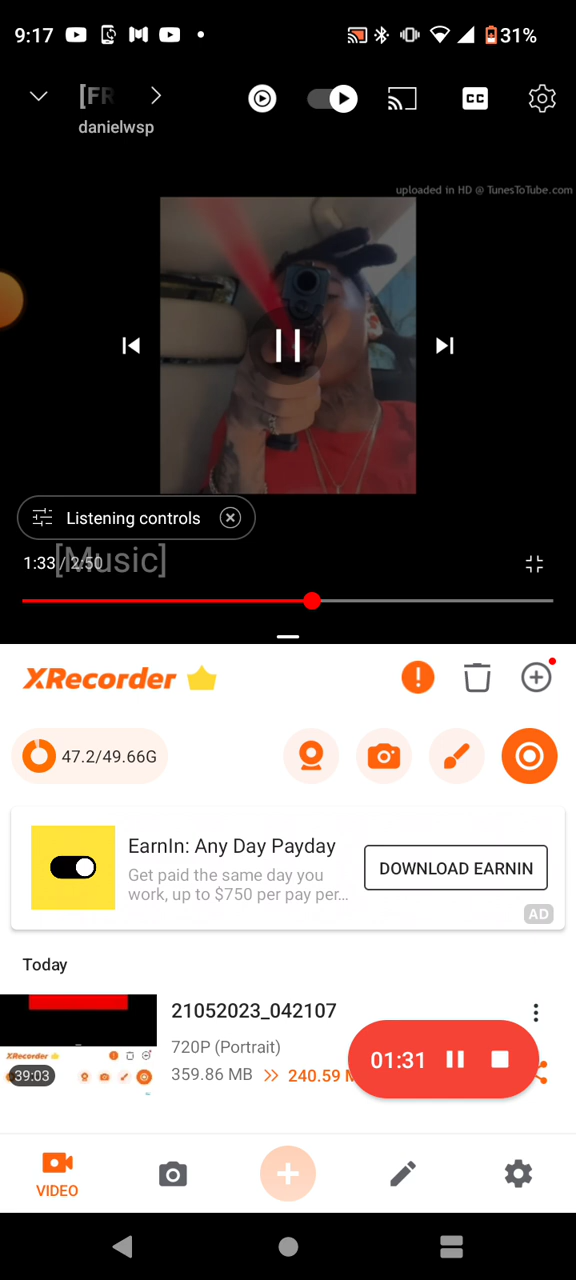 9:17
31%
[FR
CC
danielwsp
uploaded in HD @ TunesToTube.com
Listening controls
1:33 / 2:50
[Music]
XRecorder
47.2/49.66G
EarnIn: Any Day Payday
Get paid the same day you
work, up to $750 per pay per...
DOWNLOAD EARNIN
AD
Today
21052023_042107
720P (Portrait)
359.86 MB >> 240.59 M
01:31
XRecorder
39:03
VIDEO